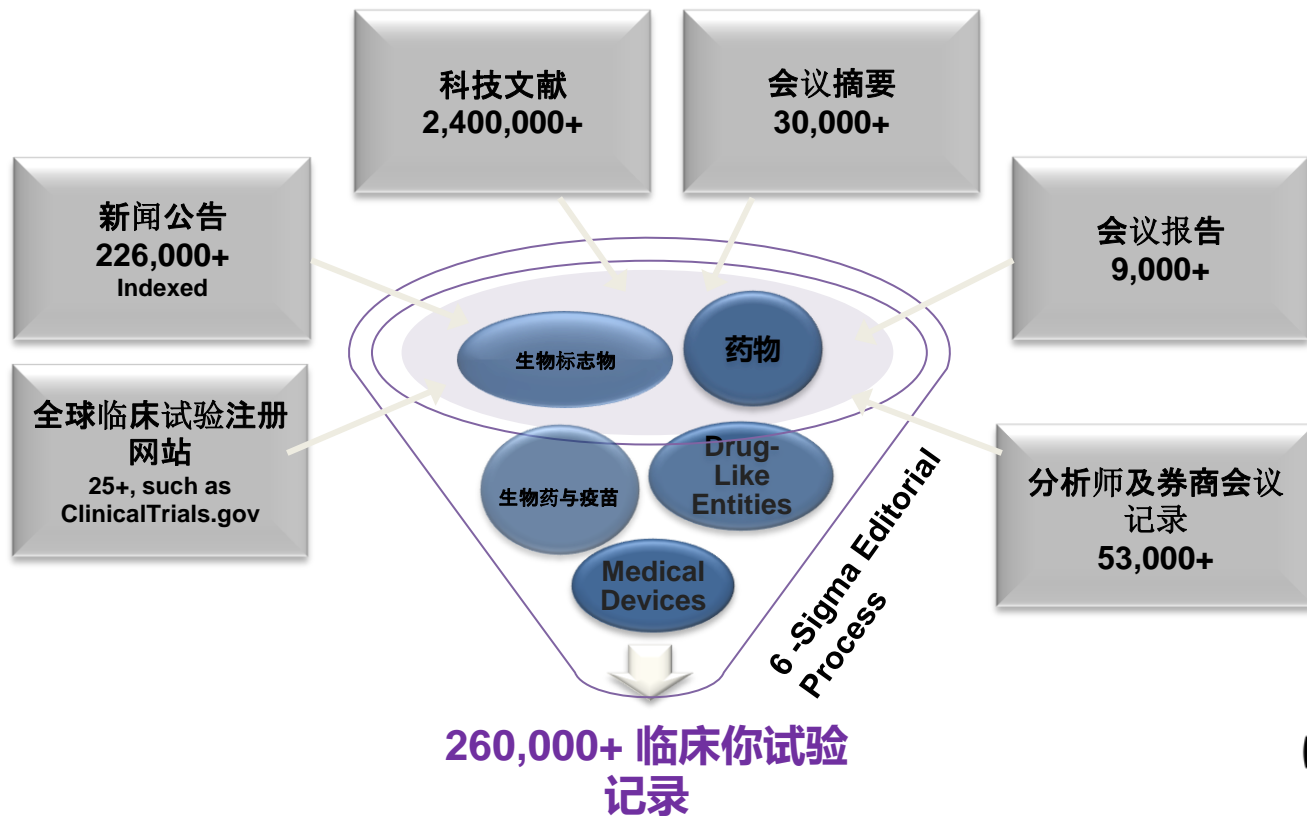 科技文献
2,400,000+
会议摘要
30,000+
新闻公告
226,000+
Indexed
会议报告
9,000+
生物标志物
药物
全球临床试验注册
网站
25+, such as
ClinicalTrials.gov
生物药与疫苗
Drug-
Like
Entities
分析师及券商会议
记录
53,000+
Medical
Devices
6 -Sigma Editorial
Process
260,000+ 临床你试验
记录